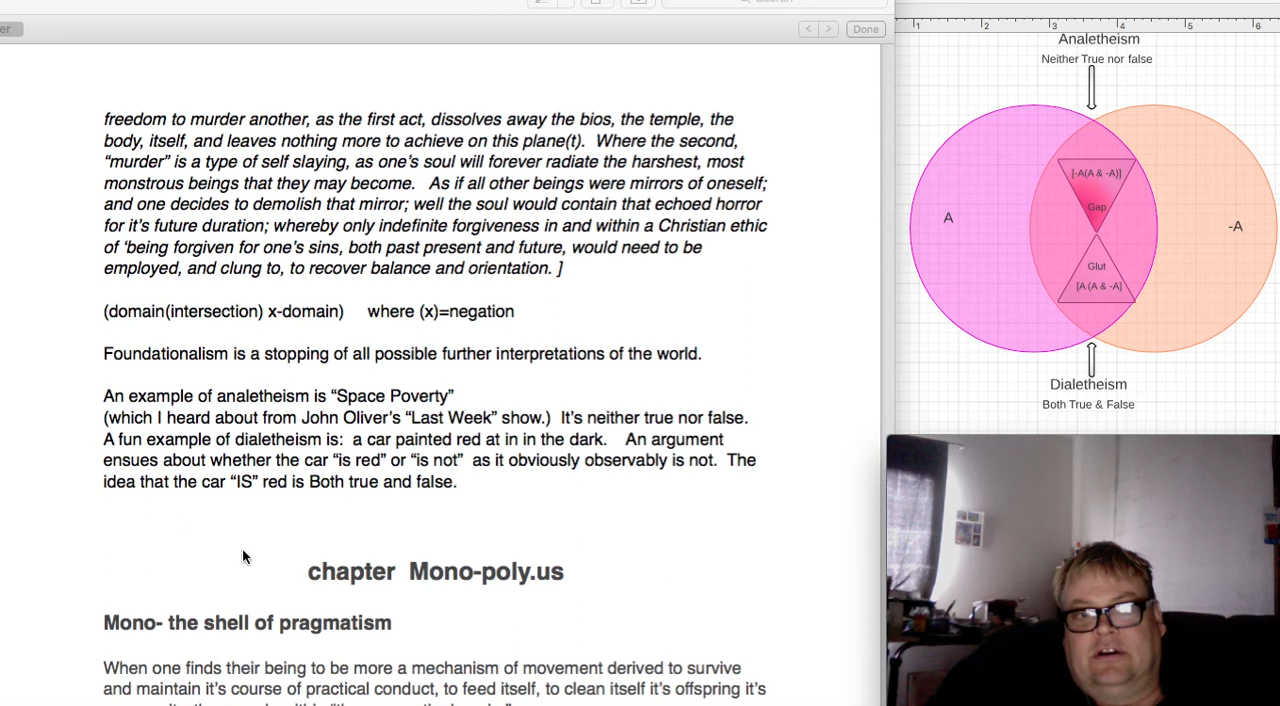 Search
er
< >
Done
freedom to murder another, as the first act, dissolves away the bios, the temple, the
body, itself, and leaves nothing more to achieve on this plane(t). Where the second,
“murder” is a type of self slaying, as one’s soul will forever radiate the harshest, most
monstrous beings that they may become. As if all other beings were mirrors of oneself;
and one decides to demolish that mirror; well the soul would contain that echoed horror
for it’s future duration; whereby only indefinite forgiveness in and within a Christian ethic
of ‘being forgiven for one’s sins, both past present and future, would need to be
employed, and clung to, to recover balance and orientation. ]
(domain(intersection) x-domain) where (x)=negation
Foundationalism is a stopping of all possible further interpretations of the world.
An example of analetheism is “Space Poverty”
(which I heard about from John Oliver’s “Last Week” show.) It’s neither true nor false.
A fun example of dialetheism is: a car painted red at in in the dark. An argument
ensues about whether the car “is red” or “is not” as it obviously observably is not. The
idea that the car “IS” red is Both true and false.
chapter Mono-poly.us
Mono- the shell of pragmatism
When one finds their being to be more a mechanism of movement derived to survive
and maintain it’s course of practical conduct, to feed itself, to clean itself it’s offspring it’s
1 2 3 4 5 6
Analetheism
Neither True nor false
[-A(A & -A)]
Gap
A
-A
Glut
[A (A & -A]
Dialetheism
Both True & False